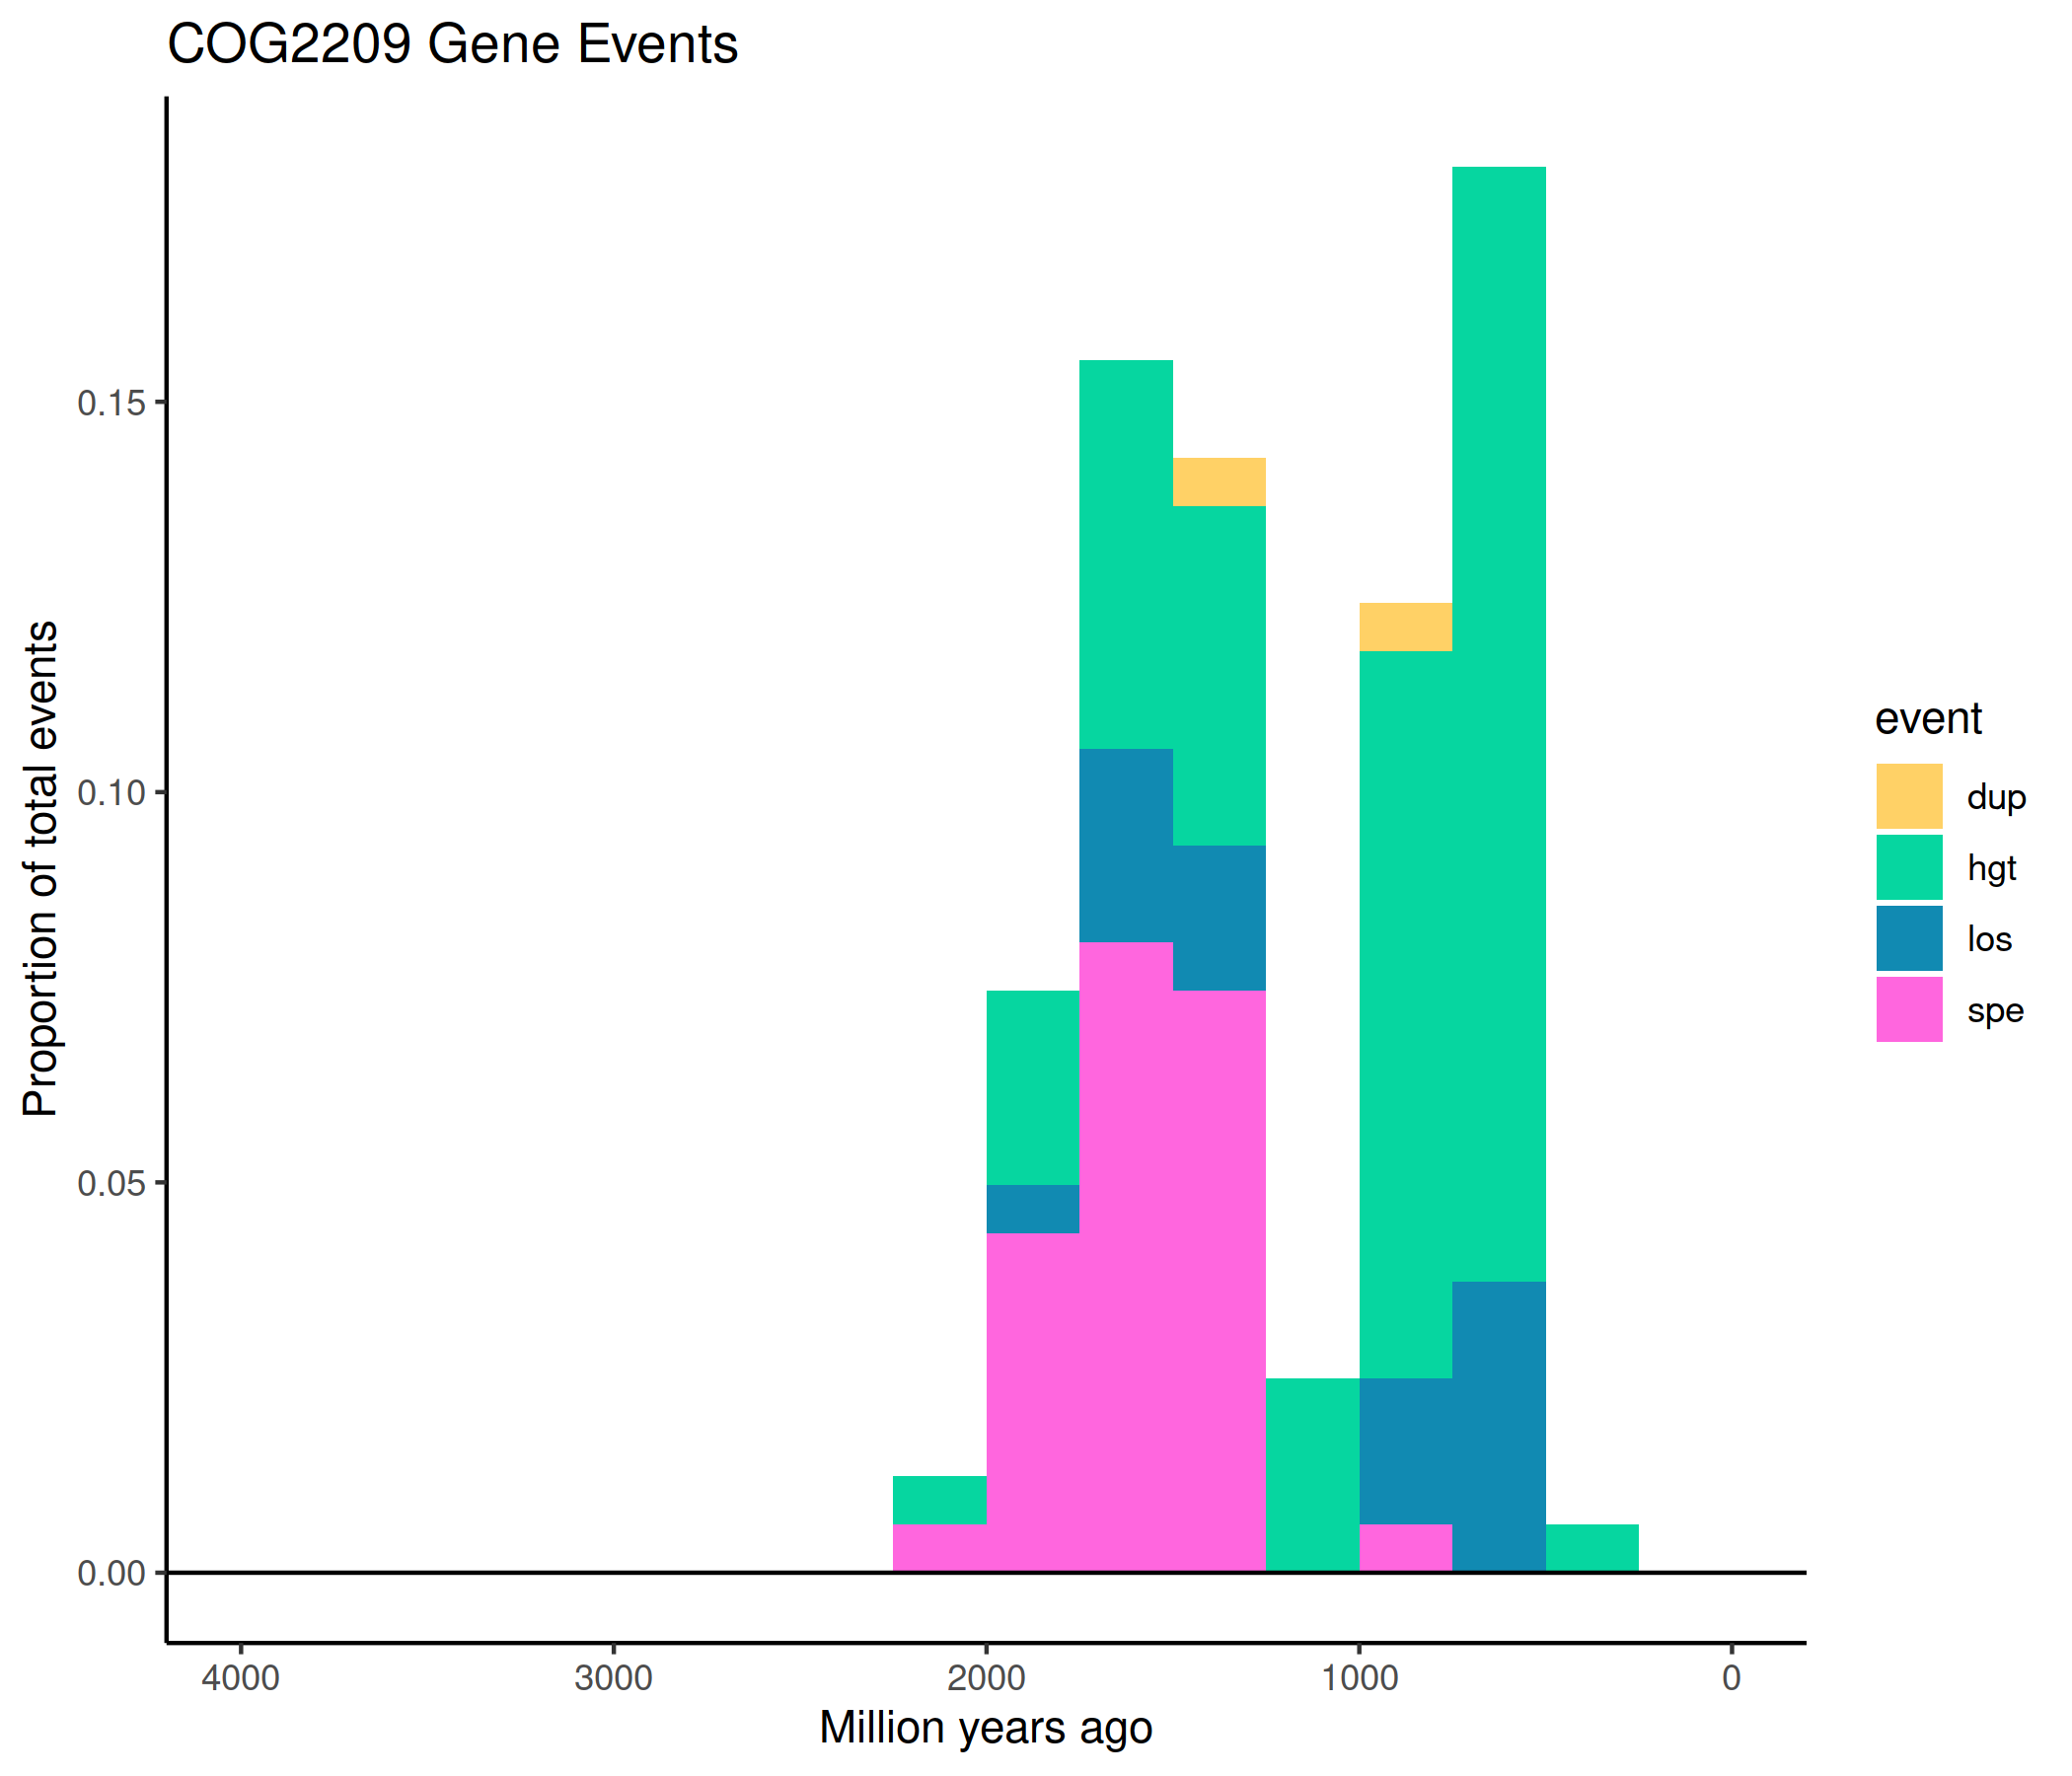 COG2209 Gene Events
Proportion of total events
0.15
0.10
0.05
0.00
4000 3000 2000 1000 0
Million years ago
event
dup
hgt
los
spe